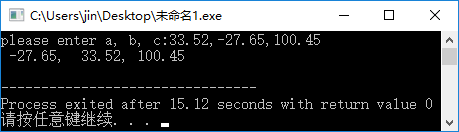 C:\Users\jin\Desktop\未命名1.exe
please enter a, b, c:33.52,-27.65,100.45
-27.65,  33.52, 100.45
--------------------------------
Process exited after 15.12 seconds with return value 0
请按任意键继续. . .